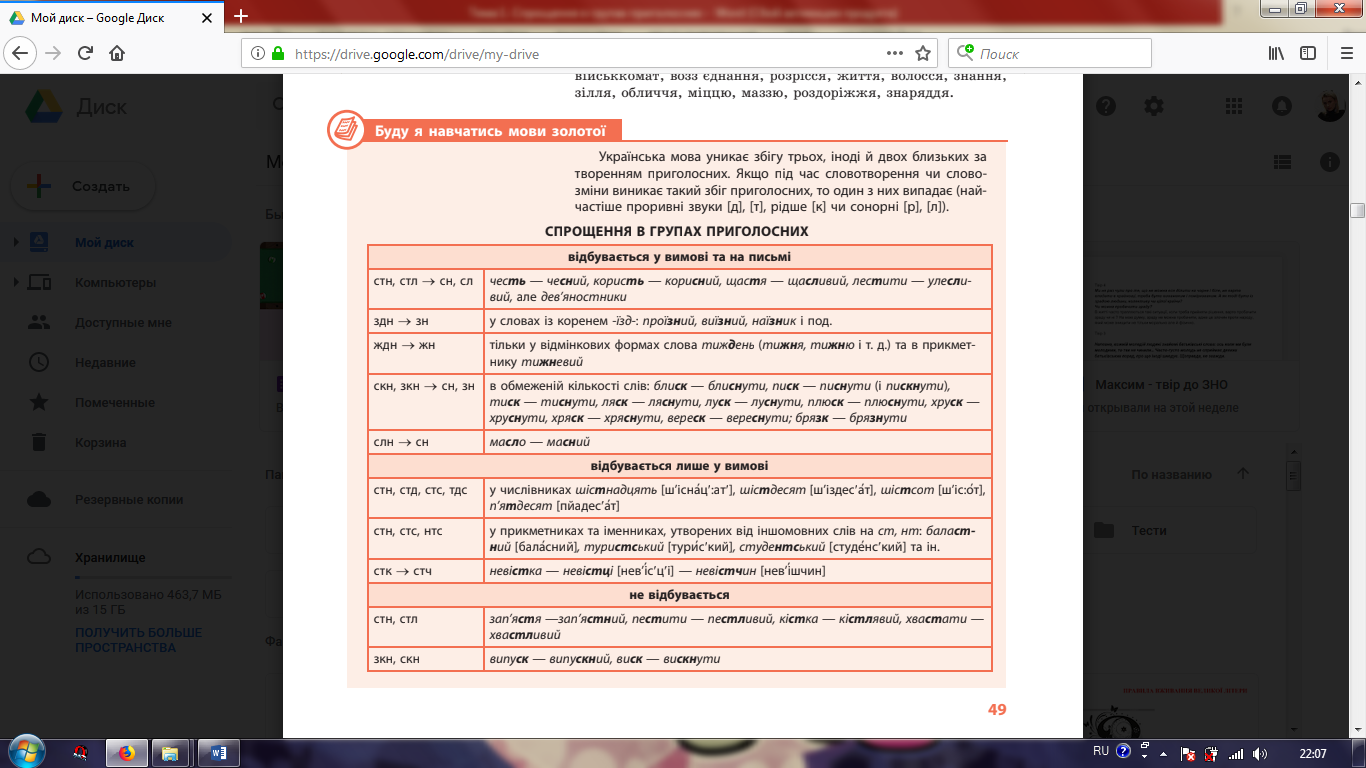 Мой диск – Google Диск
https://drive.google.com/drive/my-drive
Поиск
військкомат, возз'єднання, розрісся, життя, волосся, знання,
зілля, обличчя, міццю, маззю, роздоріжжя, знаряддя.
Диск
Создать
Мой диск
Компьютеры
Доступные мне
Недавние
Помеченные
Корзина
Резервные копии
Хранилище
Использовано 463,7 МБ
из 15 ГБ
ПОЛУЧИТЬ БОЛЬШЕ
ПРОСТРАНСТВА
Буду я навчатись мови золотої
Українська мова уникає збігу трьох, іноді й двох близьких за
творенням приголосних. Якщо під час словотворення чи слово-
зміни виникає такий збіг приголосних, то один з них випадає (най-
частіше проривні звуки [д], [т], рідше [к] чи сонорні [р], [л]).
СПРОЩЕННЯ В ГРУПАХ ПРИГОЛОСНИХ
відбувається у вимові та на письмі
стн, стл → сн, сл
честь — чесний, користь — корисний, щастя — щасливий, лестити — улесли-
вий, але дев'яностники
здн → зн
у словах із коренем -їзд-: проїзний, виїзний, наїзник і под.
ждн → жн
тільки у відмінкових формах слова тиждень (тижня, тижню і т. д.) та в прикмет-
нику тижневий
скн, зкн → сн, зн
в обмеженій кількості слів: блиск — блиснути, писк — писнути (і пискнути),
тиск — тиснути, ляск — ляснути, луск — луснути, плюск — плюснути, хруск —
хруснути, хряск — хряснути, вереск — вереснути; брязк — брязнути
слн → сн
масло — масний
відбувається лише у вимові
стн, стд, стс, тдс
у числівниках шістнадцять [ш'існа́ц':ат'], шістдесят [ш'іздес'а́т], шістсот [ш'іс:о́т],
п'ятдесят [пйадес'а́т]
стн, стс, нтс
у прикметниках та іменниках, утворених від іншомовних слів на ст, нт: баласт-
ний [бала́сний], туристський [тури́с'кий], студентський [студе́нс'кий] та ін.
стк → стч
невістка — невістці [нев'і́с'ц'і] — невістчин [нев'і́шчин]
не відбувається
стн, стл
зап'ястя —зап'ястний, пестити — пестливий, кістка — кістлявий, хвастати —
хвастливий
зкн, скн
випуск — випускний, виск — вискнути
49
Максим - твір до ЗНО
открывали на этой неделе
По названию
Тести
ПРАВИЛА ВЖИВАННЯ ВЕЛИКОЇ ЛІТЕРИ
RU
22:07